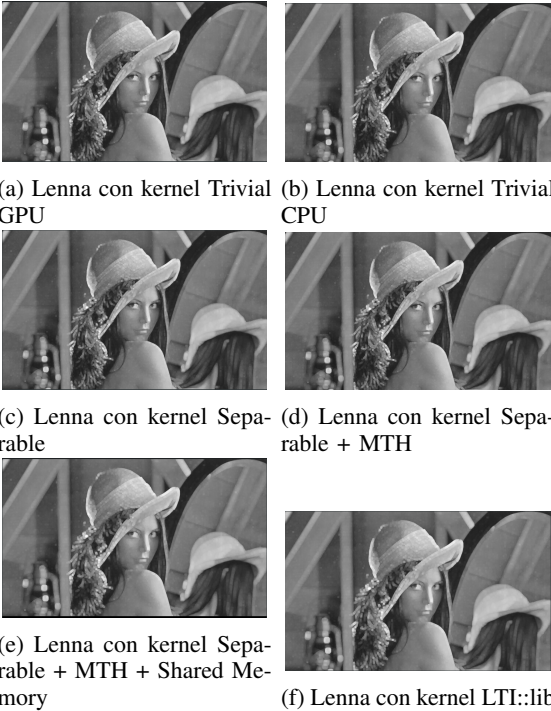 (a) Lenna con kernel Trivial
GPU
(b) Lenna con kernel Trivial
CPU
(c) Lenna con kernel Sepa-
rable
(d) Lenna con kernel Sepa-
rable + MTH
(e) Lenna con kernel Sepa-
rable + MTH + Shared Me-
mory
(f) Lenna con kernel LTI::lib